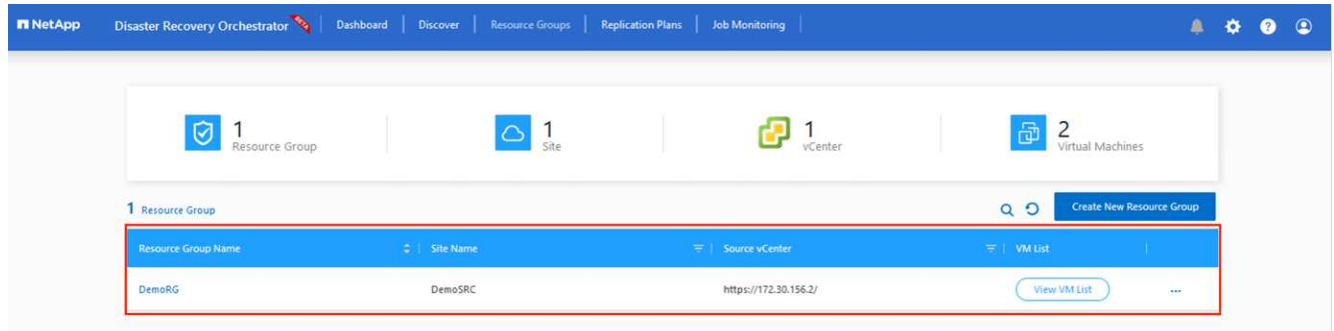 NetApp Disaster Recovery Orchestrator BETA Dashboard Discover Resource Groups Replication Plans Job Monitoring
1 Resource Group
1 Site
1 vCenter
2 Virtual Machines
1 Resource Group
Create New Resource Group
Resource Group Name Site Name Source vCenter VM List
DemoRG DemoSRC https://172.30.156.2/ View VM List ...